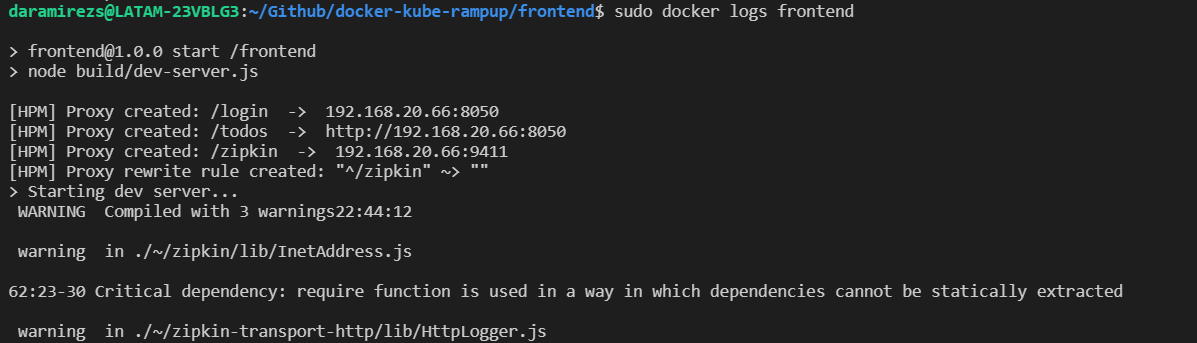 daramirezs@LATAM-23VBLG3:~/Github/docker-kube-rampup/frontend$ sudo docker logs frontend
> frontend@1.0.0 start /frontend
> node build/dev-server.js
[HPM] Proxy created: /login  ->  192.168.20.66:8050
[HPM] Proxy created: /todos  ->  http://192.168.20.66:8050
[HPM] Proxy created: /zipkin  ->  192.168.20.66:9411
[HPM] Proxy rewrite rule created: "^/zipkin" ~> ""
> Starting dev server...
WARNING  Compiled with 3 warnings22:44:12
warning  in ./~/zipkin/lib/InetAddress.js
62:23-30 Critical dependency: require function is used in a way in which dependencies cannot be statically extracted
warning  in ./~/zipkin-transport-http/lib/HttpLogger.js